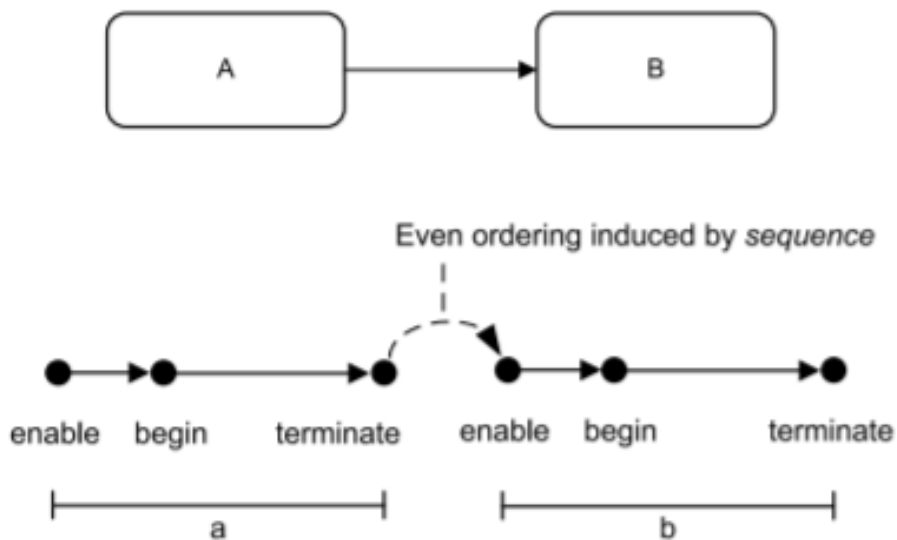 A B
Even ordering induced by sequence
enable begin terminate enable begin terminate
a b